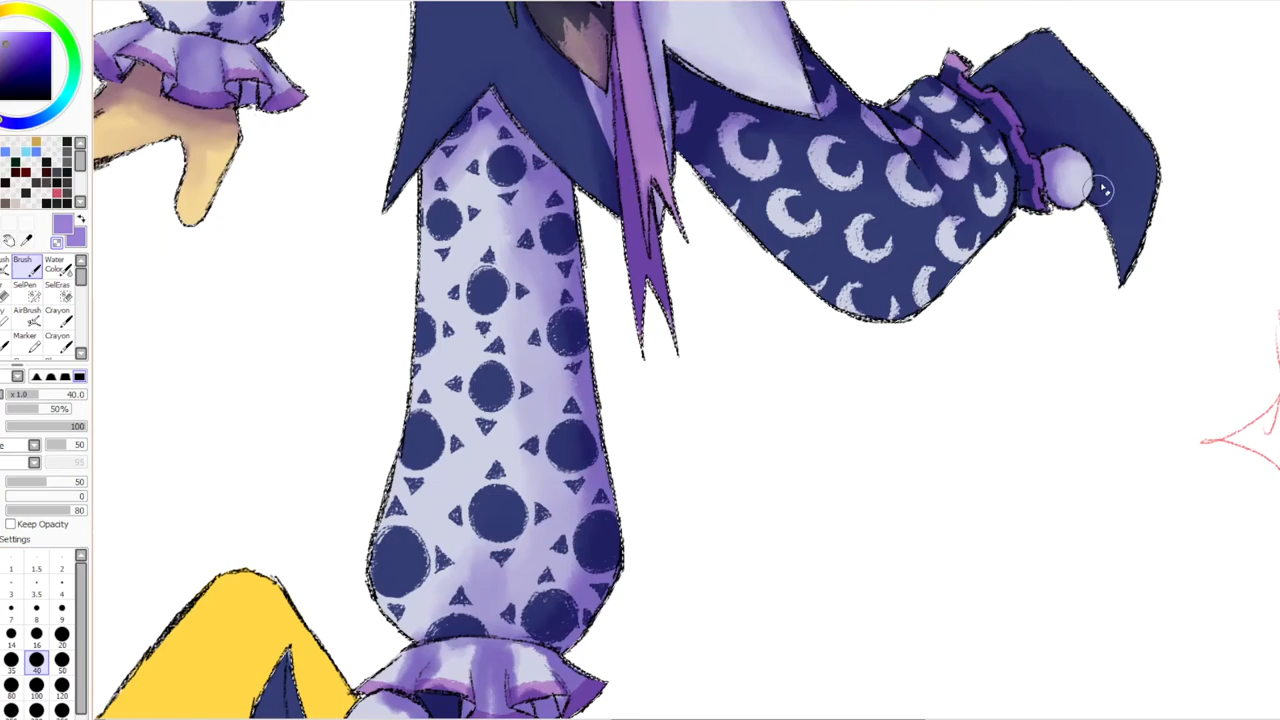 ush Brush Water
Color
r SelPen SelEras
y AirBrush Crayon
Marker Crayon
x 1.0 40.0
50%
100
e 50
95
50
0
80
Keep Opacity
Settings
1 1.5 2
3 3.5 4
7 8 9
14 16 20
35 40 50
80 100 120